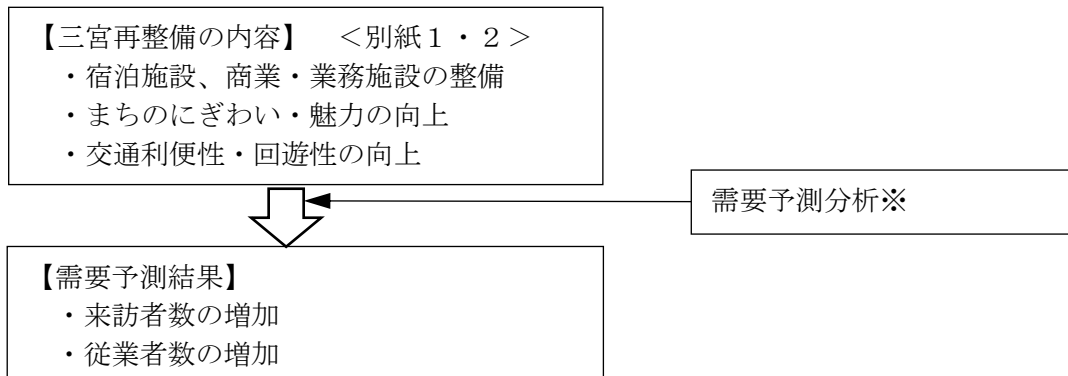 【三宮再整備の内容】　＜別紙１・２＞
・宿泊施設、商業・業務施設の整備
・まちのにぎわい・魅力の向上
・交通利便性・回遊性の向上
需要予測分析※
【需要予測結果】
・来訪者数の増加
・従業者数の増加